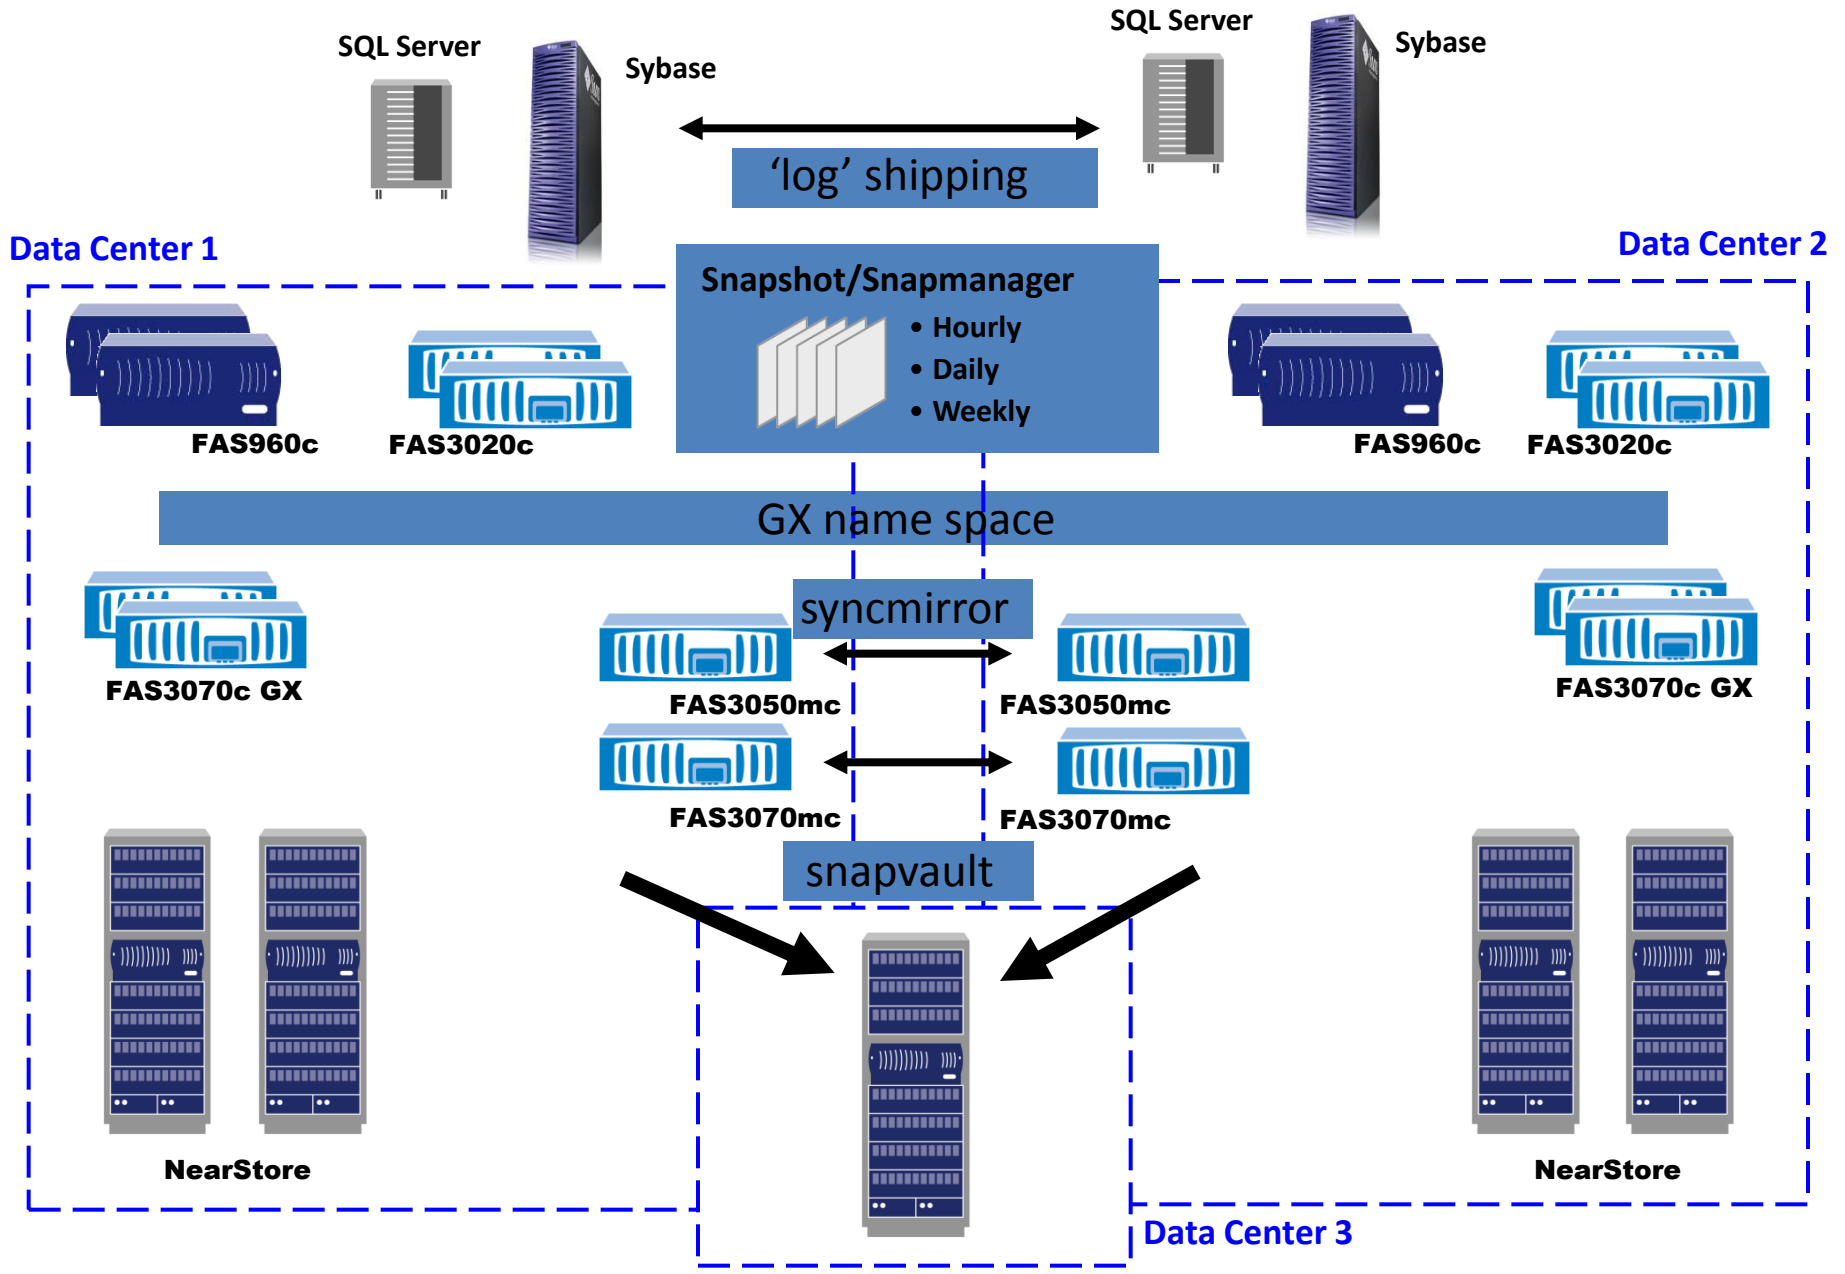 SQL Server
Sybase
SQL Server
Sybase
‘log’ shipping
Data Center 1
Data Center 2
Snapshot/Snapmanager
• Hourly
• Daily
• Weekly
FAS960c
FAS3020c
FAS960c
FAS3020c
GX name space
syncmirror
FAS3070c GX
FAS3050mc
FAS3050mc
FAS3070c GX
FAS3070mc
FAS3070mc
snapvault
NearStore
NearStore
Data Center 3